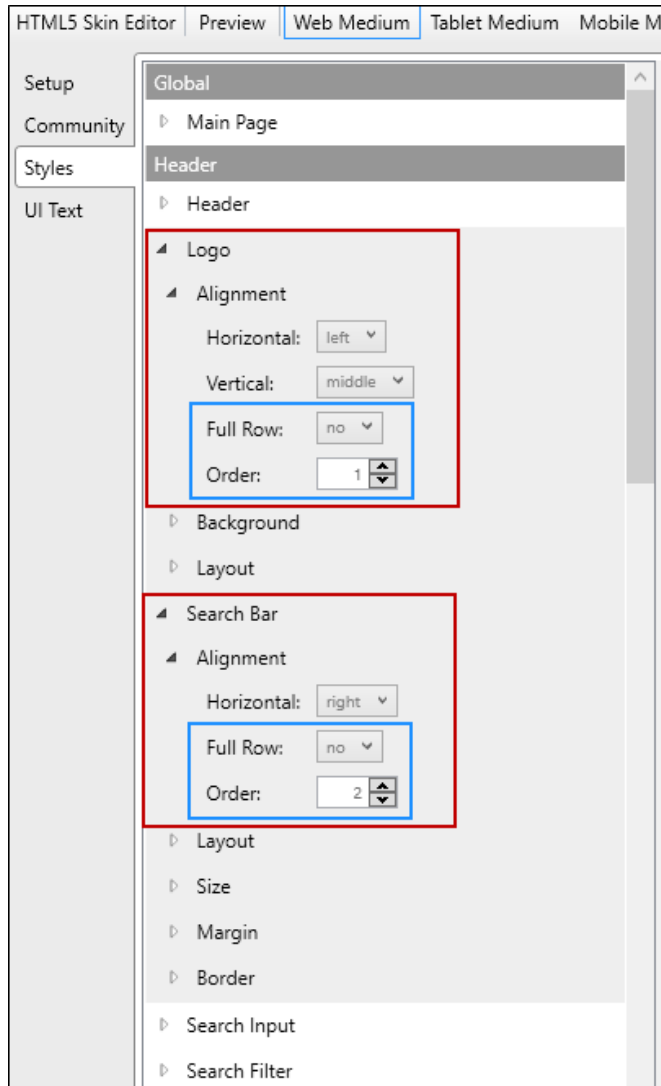 HTML5 Skin Editor Preview Web Medium Tablet Medium Mobile M
Setup
Community
Styles
UI Text
Global
Main Page
Header
Header
Logo
Alignment
Horizontal: left
Vertical: middle
Full Row: no
Order: 1
Background
Layout
Search Bar
Alignment
Horizontal: right
Full Row: no
Order: 2
Layout
Size
Margin
Border
Search Input
Search Filter